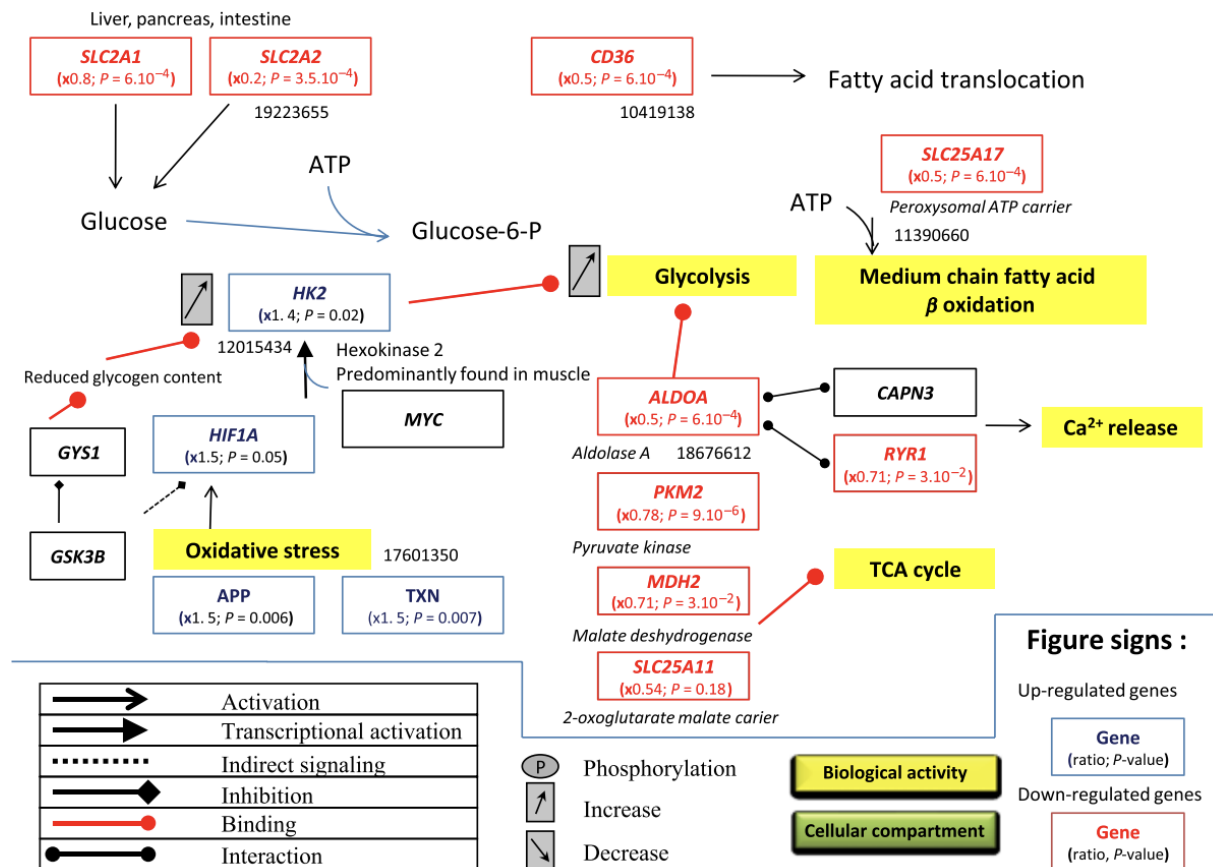 Liver, pancreas, intestine
SLC2A1
(x0.8; P = 6.10⁻⁴)
SLC2A2
(x0.2; P = 3.5.10⁻⁴)
19223655
CD36
(x0.5; P = 6.10⁻⁴)
10419138
Fatty acid translocation
SLC25A17
(x0.5; P = 6.10⁻⁴)
Peroxysomal ATP carrier
11390660
ATP
ATP
Glucose
Glucose-6-P
Glycolysis
Medium chain fatty acid
β oxidation
HK2
(x1. 4; P = 0.02)
12015434
Hexokinase 2
Predominantly found in muscle
Reduced glycogen content
MYC
GYS1
HIF1A
(x1.5; P = 0.05)
GSK3B
Oxidative stress
17601350
APP
(x1.5; P = 0.006)
TXN
(x1.5; P = 0.007)
ALDOA
(x0.5; P = 6.10⁻⁴)
Aldolase A
18676612
CAPN3
RYR1
(x0.71; P = 3.10⁻²)
Ca²⁺ release
PKM2
(x0.78; P = 9.10⁻⁶)
Pyruvate kinase
MDH2
(x0.71; P = 3.10⁻²)
Malate deshydrogenase
TCA cycle
SLC25A11
(x0.54; P = 0.18)
2-oxoglutarate malate carier
Activation
Transcriptional activation
Indirect signaling
Inhibition
Binding
Interaction
P
Phosphorylation
Increase
Decrease
Biological activity
Cellular compartment
Figure signs :
Up-regulated genes
Gene
(ratio; P-value)
Down-regulated genes
Gene
(ratio, P-value)